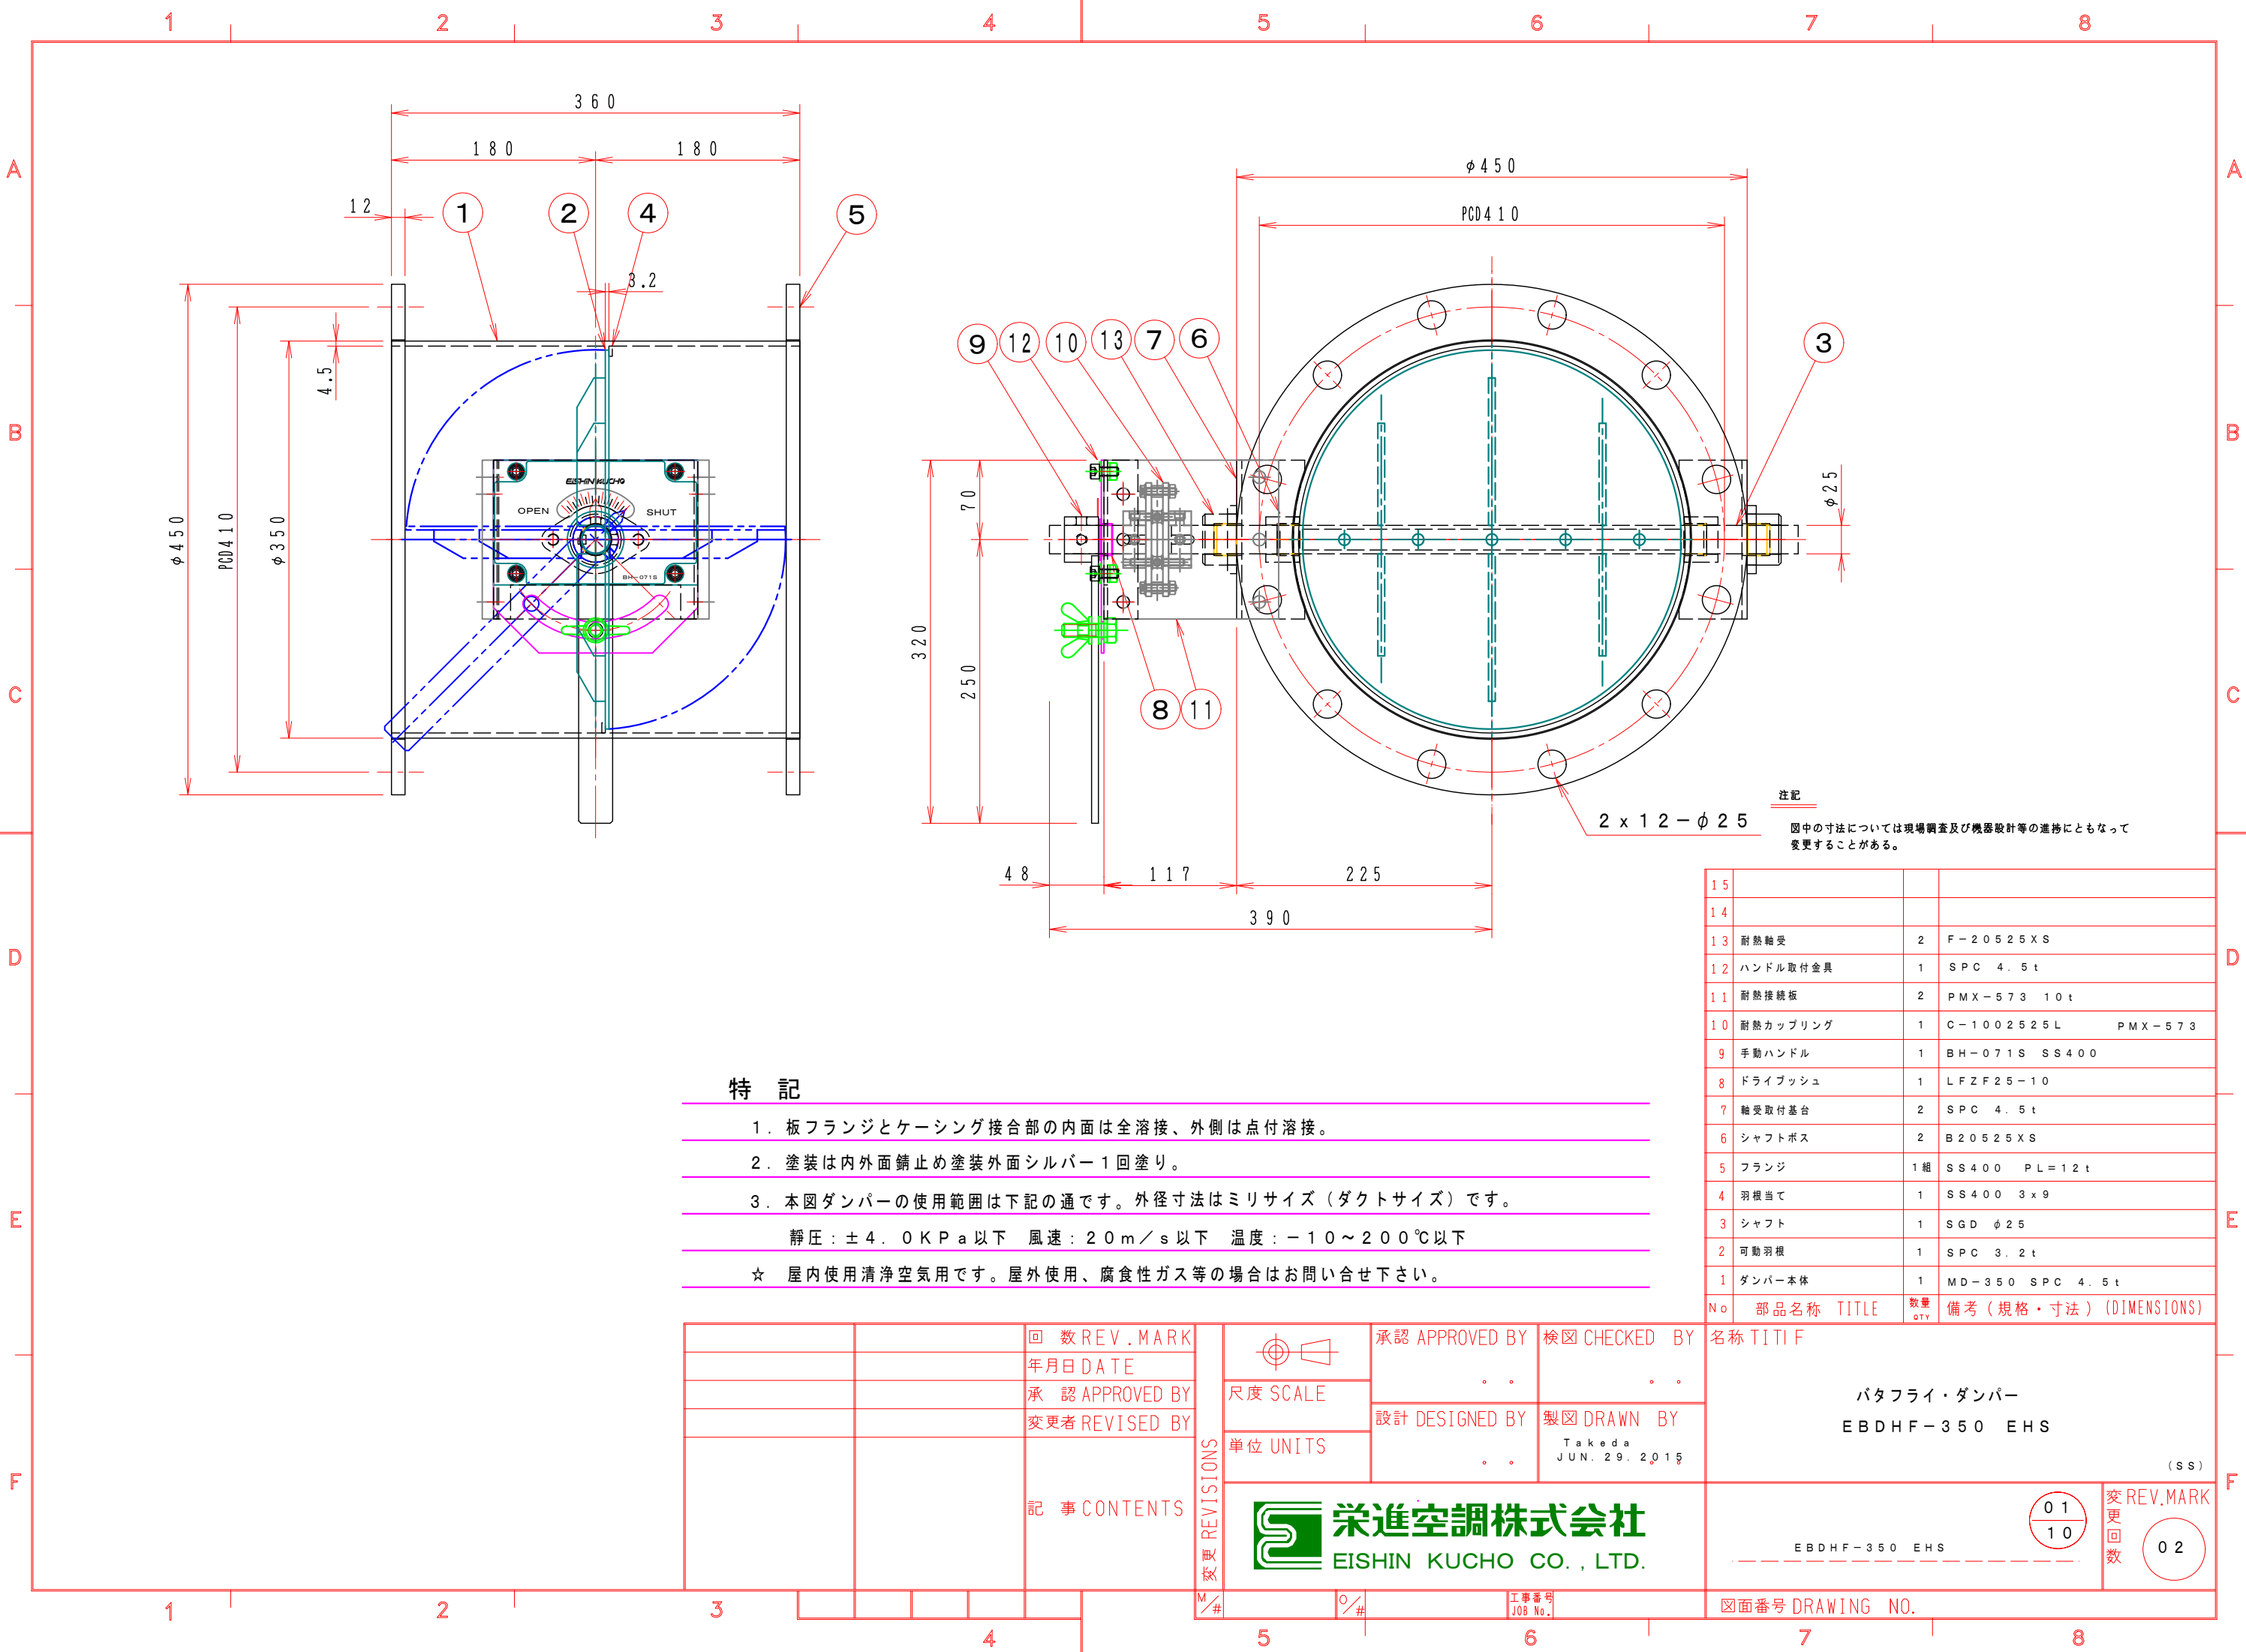 1 2 3 4 5 6 7 8
A A
B B
C C
D D
E E
F F
360
180 180
12
1 2 4 5
3.2
φ450
PCD410
φ350
4.5
EISHIN KUCHO
OPEN SHUT
BH-071S
φ450
PCD410
9 12 10 13 7 6 3
70
φ25
320
250
8 11
2x12-φ25
48 117 225
390
注記
図中の寸法については現場調査及び機器設計等の進捗にともなって
変更することがある。
特 記
1. 板フランジとケーシング接合部の内面は全溶接、外側は点付溶接。
2. 塗装は内外面錆止め塗装外面シルバー1回塗り。
3. 本図ダンパーの使用範囲は下記の通です。外径寸法はミリサイズ(ダクトサイズ)です。
靜圧:±4.0KPa以下 風速:20m/s以下 温度:-10~200℃以下
☆ 屋内使用清浄空気用です。屋外使用、腐食性ガス等の場合はお問い合せ下さい。
15
14
13 耐熱軸受 2 F-20525XS
12 ハンドル取付金具 1 SPC 4.5t
11 耐熱接続板 2 PMX-573 10t
10 耐熱カップリング 1 C-1002525L PMX-573
9 手動ハンドル 1 BH-071S SS400
8 ドライブッシュ 1 LFZF25-10
7 軸受取付基台 2 SPC 4.5t
6 シャフトボス 2 B20525XS
5 フランジ 1組 SS400 PL=12t
4 羽根当て 1 SS400 3x9
3 シャフト 1 SGD φ25
2 可動羽根 1 SPC 3.2t
1 ダンパー本体 1 MD-350 SPC 4.5t
No 部品名称 TITLE 数量 QTY 備考(規格・寸法)(DIMENSIONS)
回 数 REV.MARK
年月日 DATE
承 認 APPROVED BY
変更者 REVISED BY
記 事 CONTENTS
変更 REVISIONS
尺度 SCALE
単位 UNITS
承認 APPROVED BY
検図 CHECKED BY
設計 DESIGNED BY
製図 DRAWN BY
Takeda
JUN.29.2015
名称 TITLE
バタフライ・ダンパー
EBDHF-350 EHS
(SS)
栄進空調株式会社
EISHIN KUCHO CO.,LTD.
EBDHF-350 EHS
01
10
変更回数 REV.MARK
02
M/# O/# 工事番号 JOB No.
図面番号 DRAWING NO.
1 2 3 4 5 6 7 8